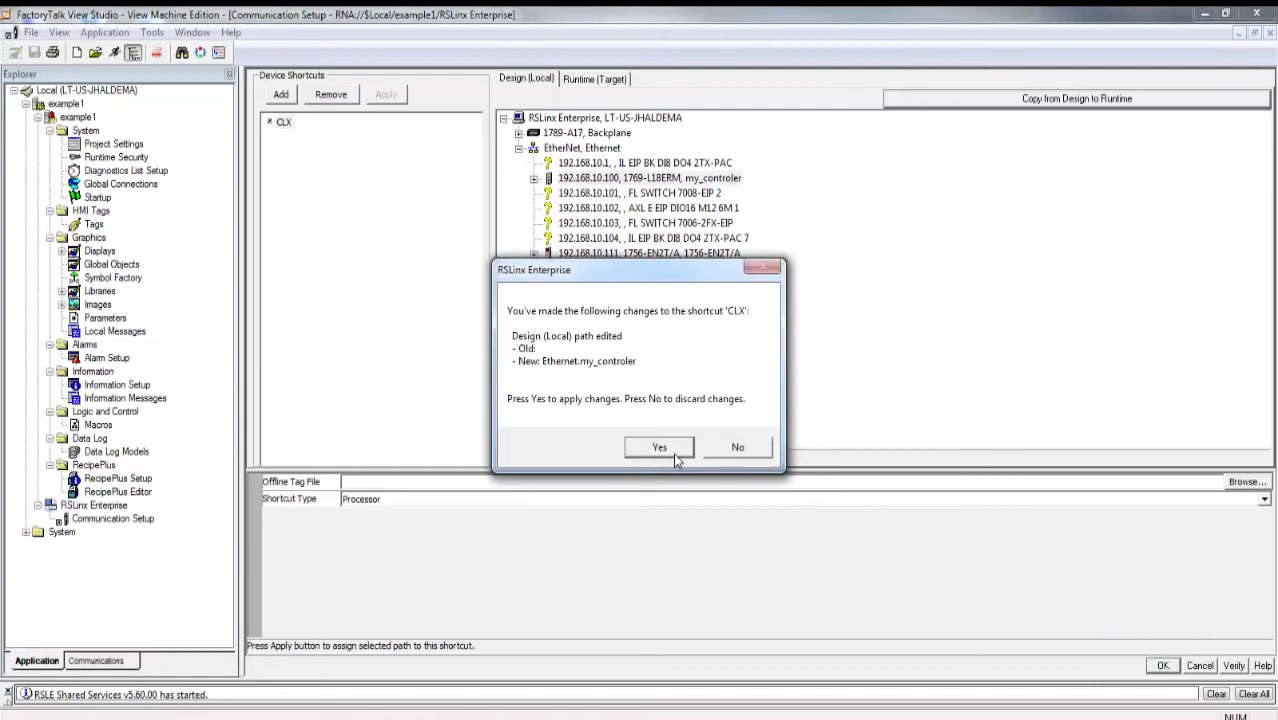 FactoryTalk View Studio - View Machine Edition - [Communication Setup - RNA://$Local/example1/RSLinx Enterprise]
File View Application Tools Window Help
Explorer
Local (LT-US-JHALDEMA)
example1
example1
System
Project Settings
Runtime Security
Diagnostics List Setup
Global Connections
Startup
HMI Tags
Tags
Graphics
Displays
Global Objects
Symbol Factory
Libraries
Images
Parameters
Local Messages
Alarms
Alarm Setup
Information
Information Setup
Information Messages
Logic and Control
Macros
Data Log
Data Log Models
RecipePlus
RecipePlus Setup
RecipePlus Editor
RSLinx Enterprise
Communication Setup
System
Application Communications
Device Shortcuts
Add Remove Apply
CLX
Design (Local) Runtime (Target)
Copy from Design to Runtime
RSLinx Enterprise, LT-US-JHALDEMA
1789-A17, Backplane
EtherNet, Ethernet
192.168.10.1, , IL EIP BK DI8 DO4 2TX-PAC
192.168.10.100, 1769-L18ERM, my_controler
192.168.10.101, , FL SWITCH 7008-EIP 2
192.168.10.102, , AXL E EIP DIO16 M12 6M 1
192.168.10.103, , FL SWITCH 7006-2FX-EIP
192.168.10.104, , IL EIP BK DI8 DO4 2TX-PAC 7
192.168.10.111, 1756-EN2T/A, 1756-EN2T/A
RSLinx Enterprise
You've made the following changes to the shortcut 'CLX':
Design (Local) path edited
- Old:
- New: Ethernet.my_controler
Press Yes to apply changes. Press No to discard changes.
Yes No
Offline Tag File Browse...
Shortcut Type Processor
Press Apply button to assign selected path to this shortcut.
OK Cancel Verify Help
RSLE Shared Services v5.60.00 has started.
Clear Clear All
NUM